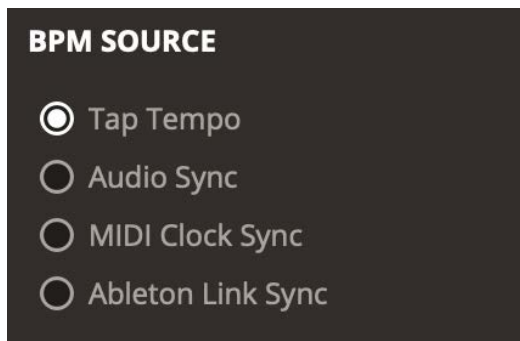 BPM SOURCE
Tap Tempo
Audio Sync
MIDI Clock Sync
Ableton Link Sync